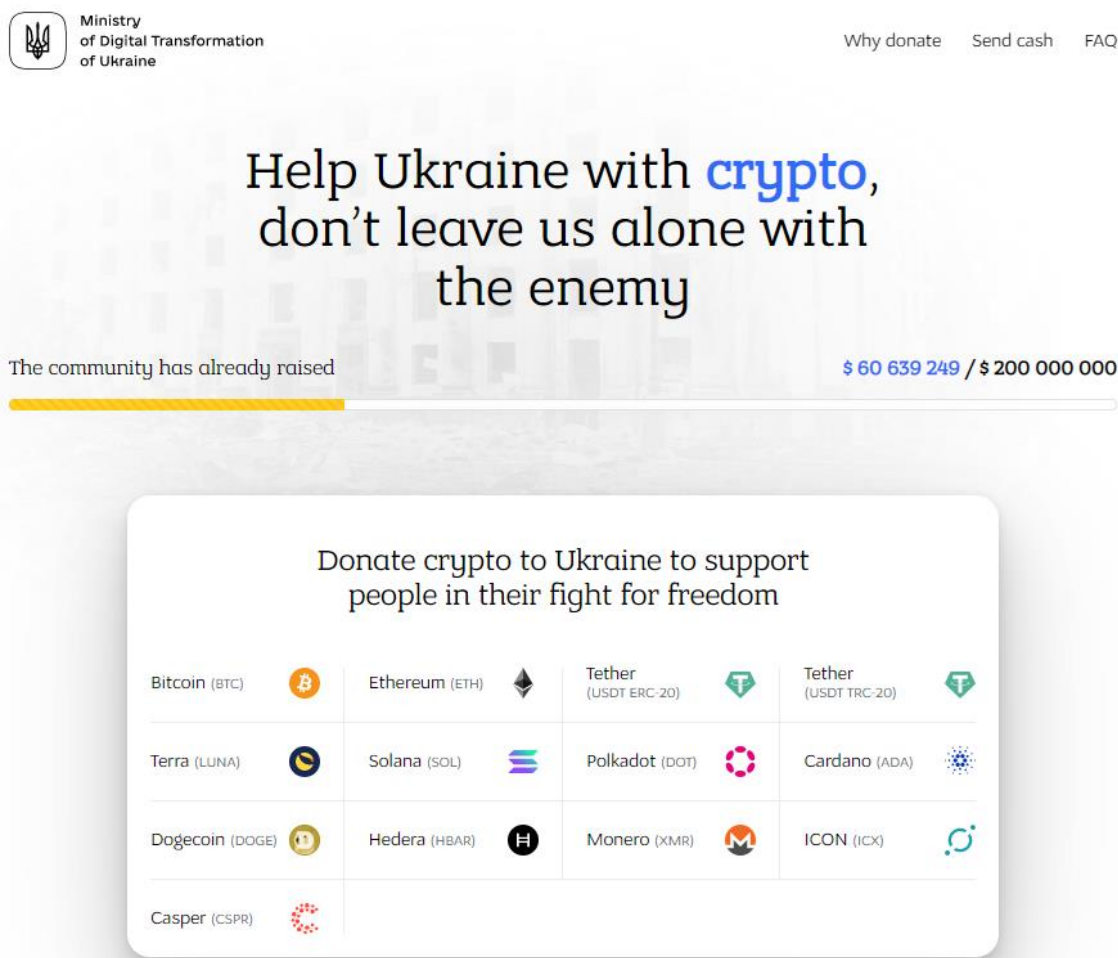 Ministry
of Digital Transformation
of Ukraine
Why donate Send cash FAQ
Help Ukraine with crypto,
don’t leave us alone with
the enemy
The community has already raised
$ 60 639 249 / $ 200 000 000
Donate crypto to Ukraine to support
people in their fight for freedom
Bitcoin (BTC)
Ethereum (ETH)
Tether
(USDT ERC-20)
Tether
(USDT TRC-20)
Terra (LUNA)
Solana (SOL)
Polkadot (DOT)
Cardano (ADA)
Dogecoin (DOGE)
Hedera (HBAR)
Monero (XMR)
ICON (ICX)
Casper (CSPR)